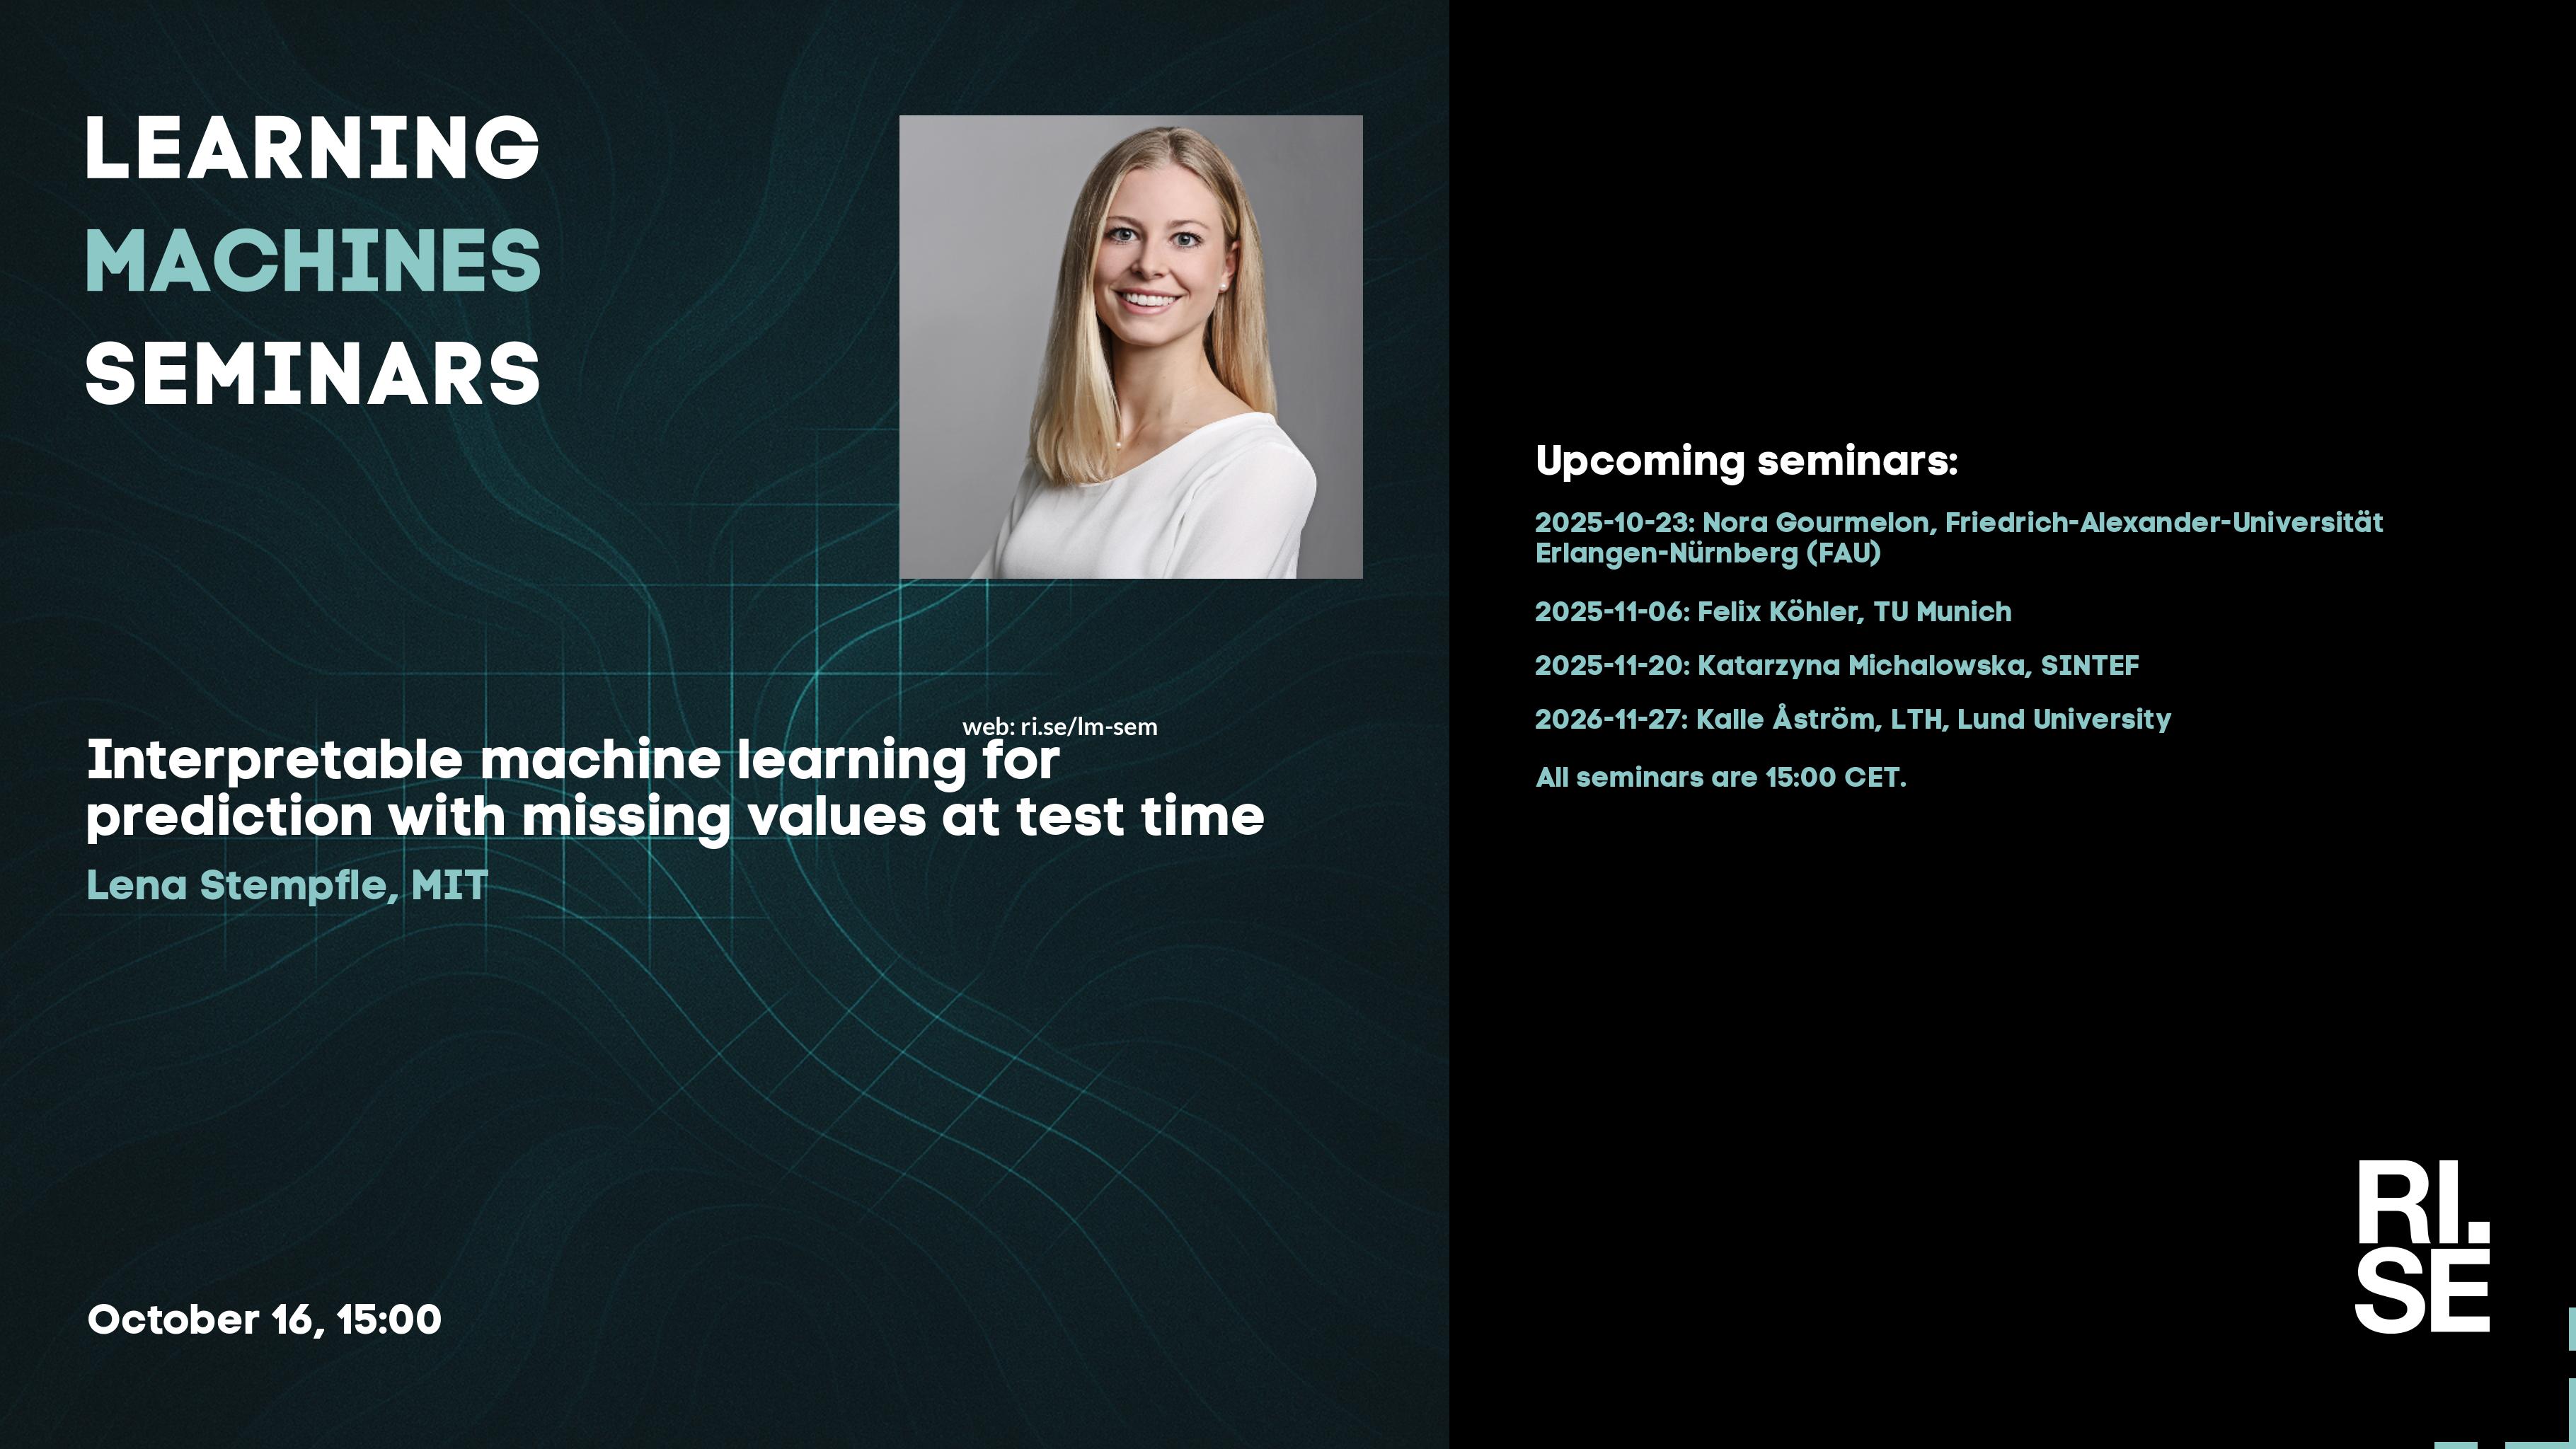 LEARNING
MACHINES
SEMINARS
web: ri.se/lm-sem
Interpretable machine learning for
prediction with missing values at test time
Lena Stempfle, MIT
October 16, 15:00
Upcoming seminars:
2025-10-23: Nora Gourmelon, Friedrich-Alexander-Universität
Erlangen-Nürnberg (FAU)
2025-11-06: Felix Köhler, TU Munich
2025-11-20: Katarzyna Michalowska, SINTEF
2026-11-27: Kalle Åström, LTH, Lund University
All seminars are 15:00 CET.
RI.
SE